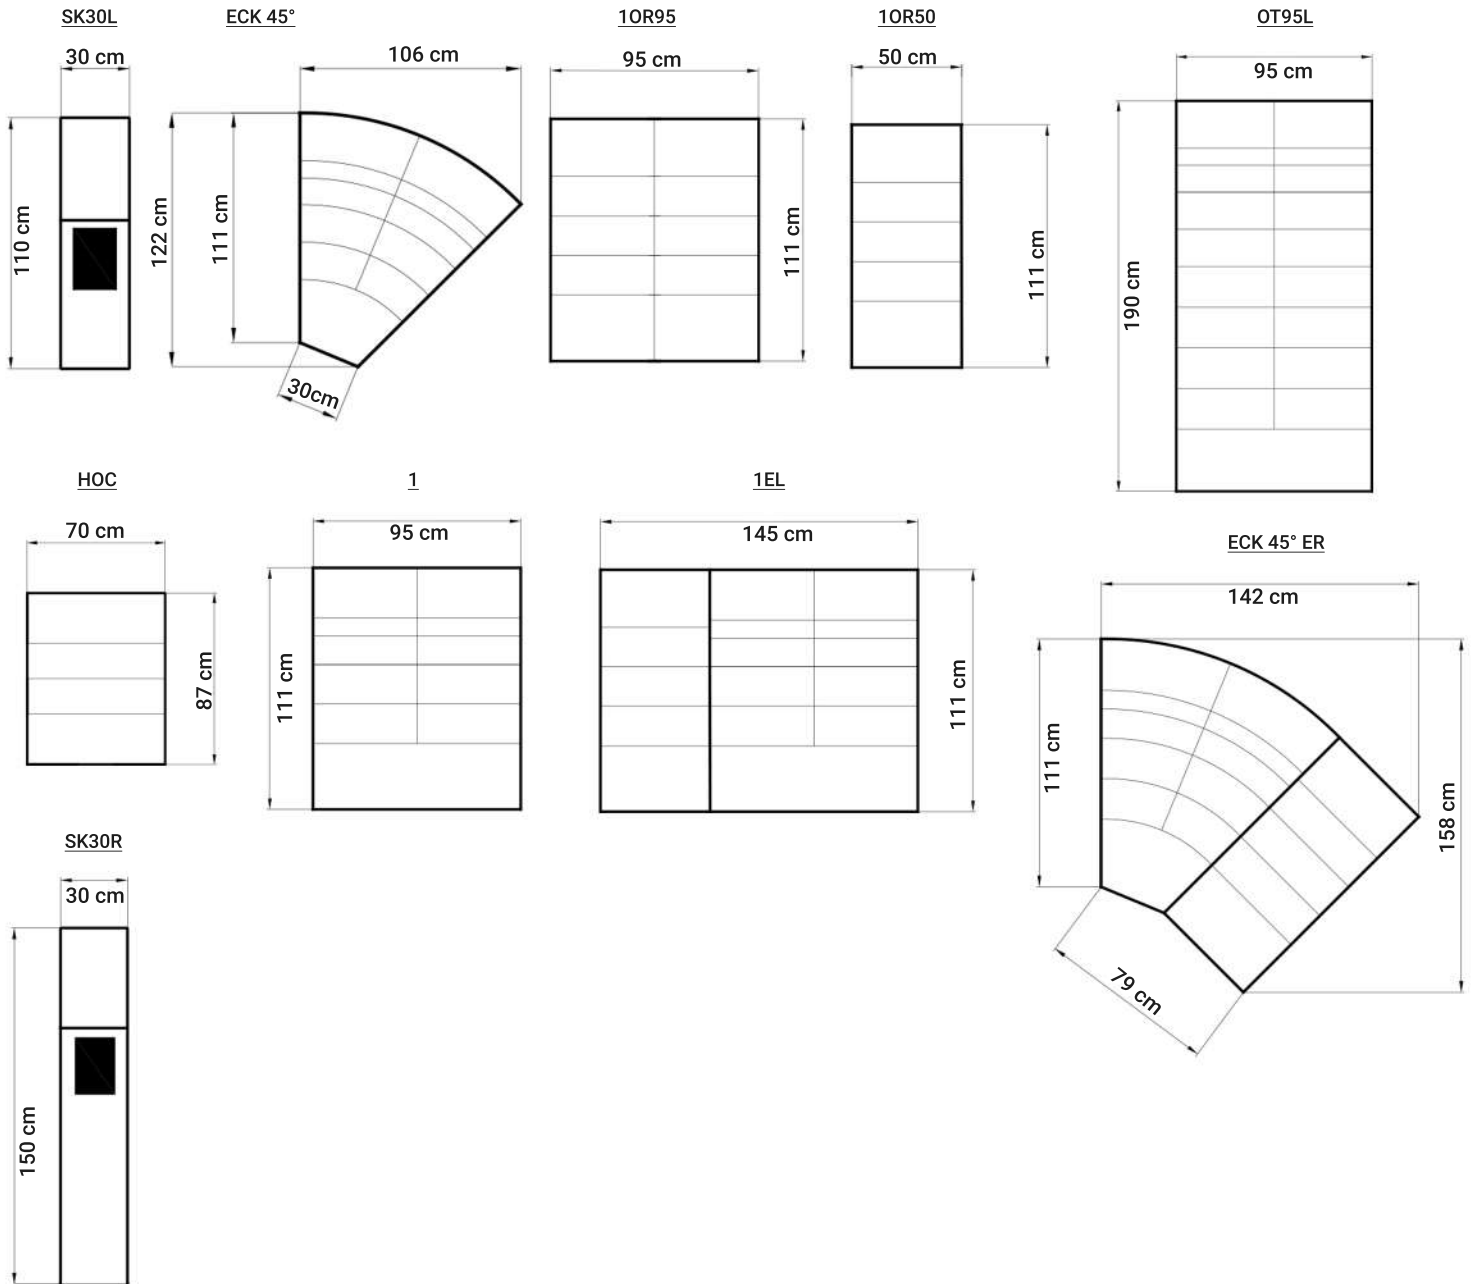 SK30L
30 cm
110 cm
ECK 45°
106 cm
122 cm
111 cm
30cm
1OR95
95 cm
111 cm
1OR50
50 cm
111 cm
OT95L
95 cm
190 cm
HOC
70 cm
87 cm
1
95 cm
111 cm
1EL
145 cm
111 cm
ECK 45° ER
142 cm
111 cm
158 cm
79 cm
SK30R
30 cm
150 cm